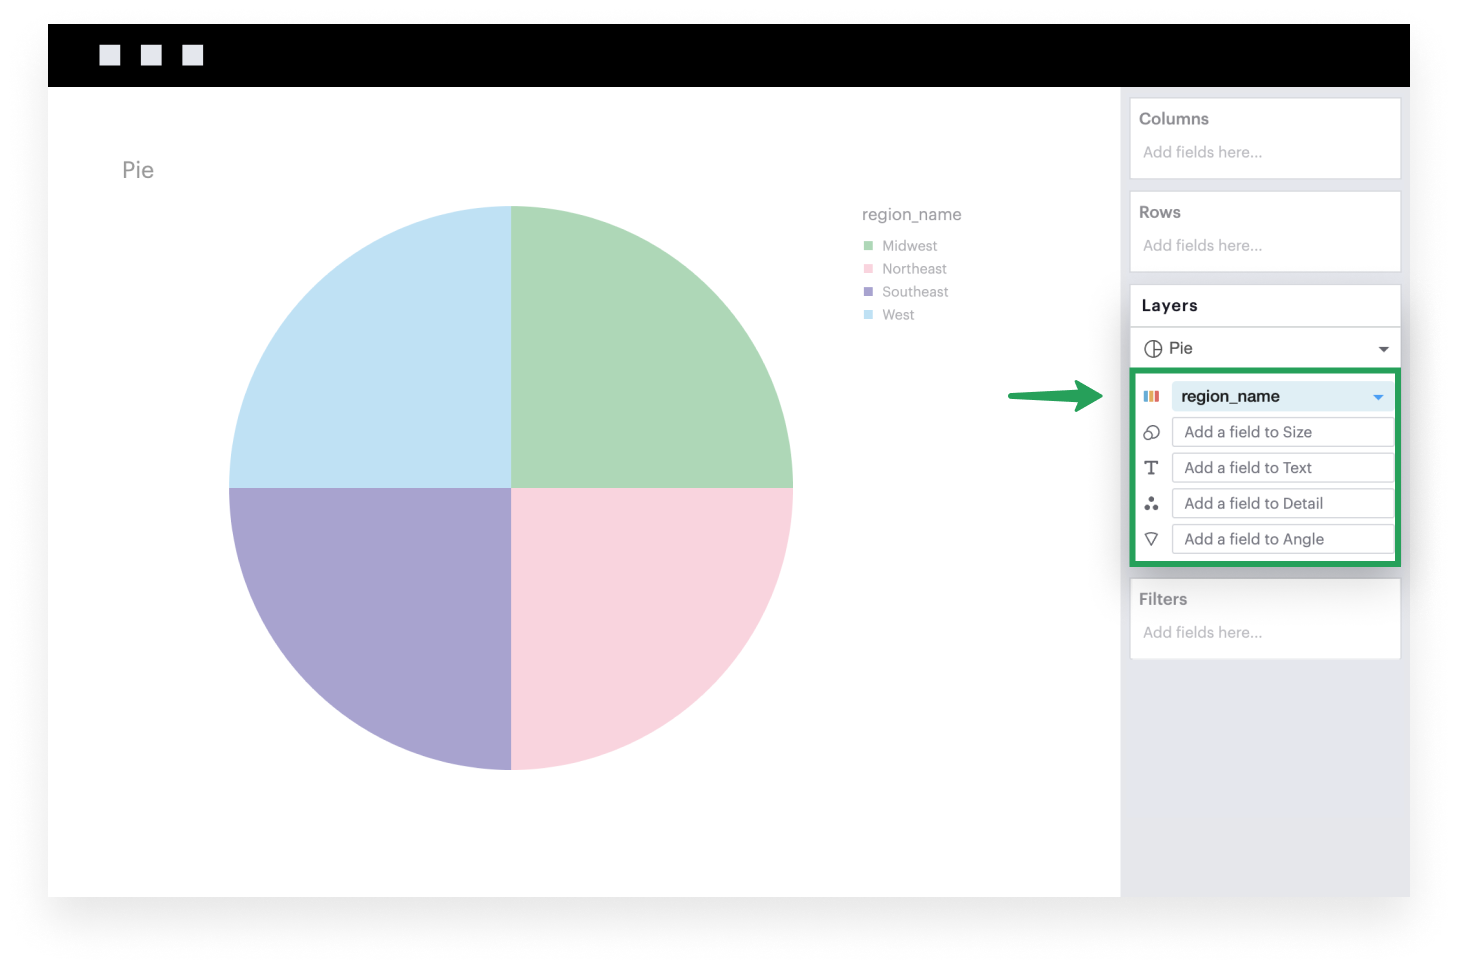 Pie
region_name
Midwest
Northeast
Southeast
West
Columns
Add fields here...
Rows
Add fields here...
Layers
Pie
region_name
Add a field to Size
Add a field to Text
Add a field to Detail
Add a field to Angle
Filters
Add fields here...